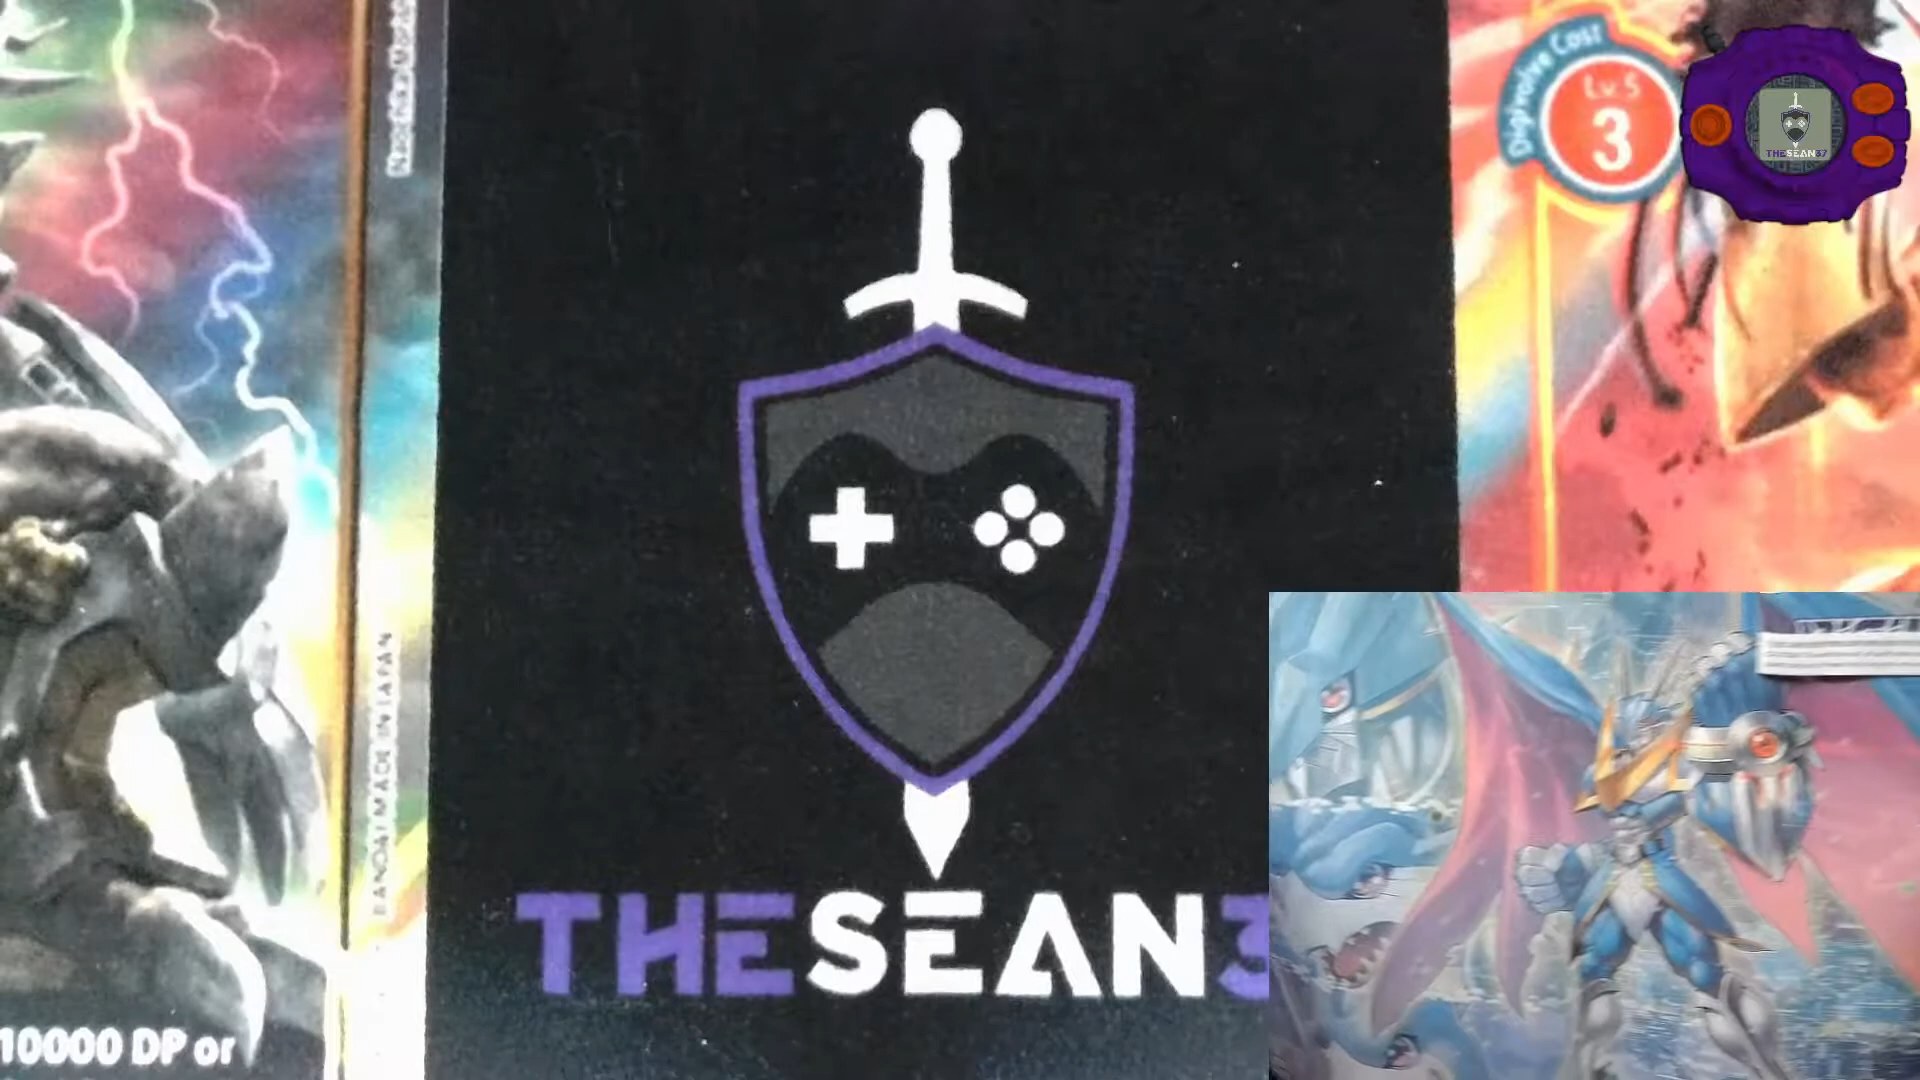 Digivolve Cost
Lv.5
3
THESEAN37
BANDAI MADE IN JAPAN
THESEAN3
10000 DP or